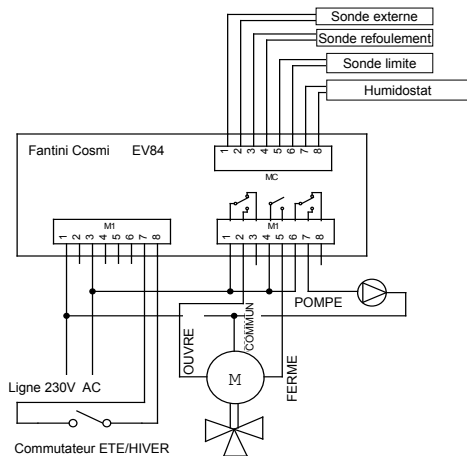 Sonde externe
Sonde refoulement
Sonde limite
Humidostat
Fantini Cosmi EV84
1 2 3 4 5 6 7 8
MC
M1
1 2 3 4 5 6 7 8
M1
1 2 3 4 5 6 7 8
POMPE
OUVRE
COMMUN
FERME
M
Ligne 230V AC
Commutateur ETE/HIVER